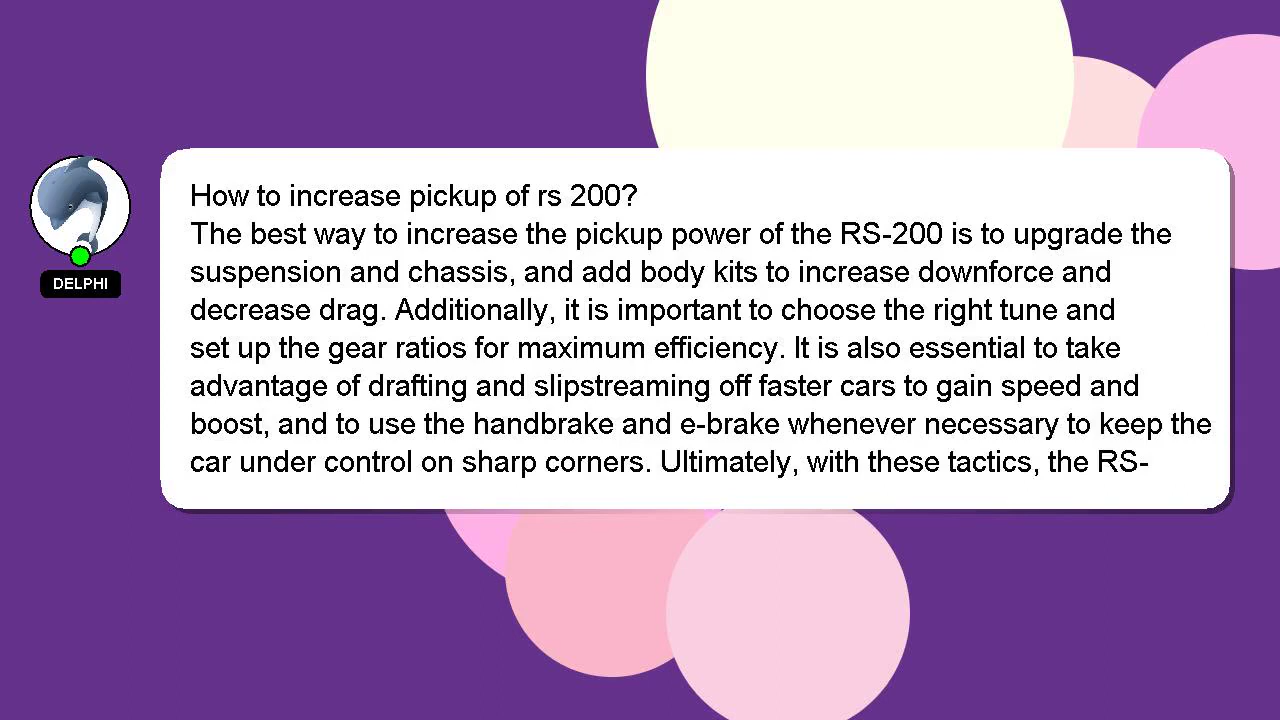 How to increase pickup of rs 200?
The best way to increase the pickup power of the RS-200 is to upgrade the
suspension and chassis, and add body kits to increase downforce and
decrease drag. Additionally, it is important to choose the right tune and
set up the gear ratios for maximum efficiency. It is also essential to take
advantage of drafting and slipstreaming off faster cars to gain speed and
boost, and to use the handbrake and e-brake whenever necessary to keep the
car under control on sharp corners. Ultimately, with these tactics, the RS-
DELPHI